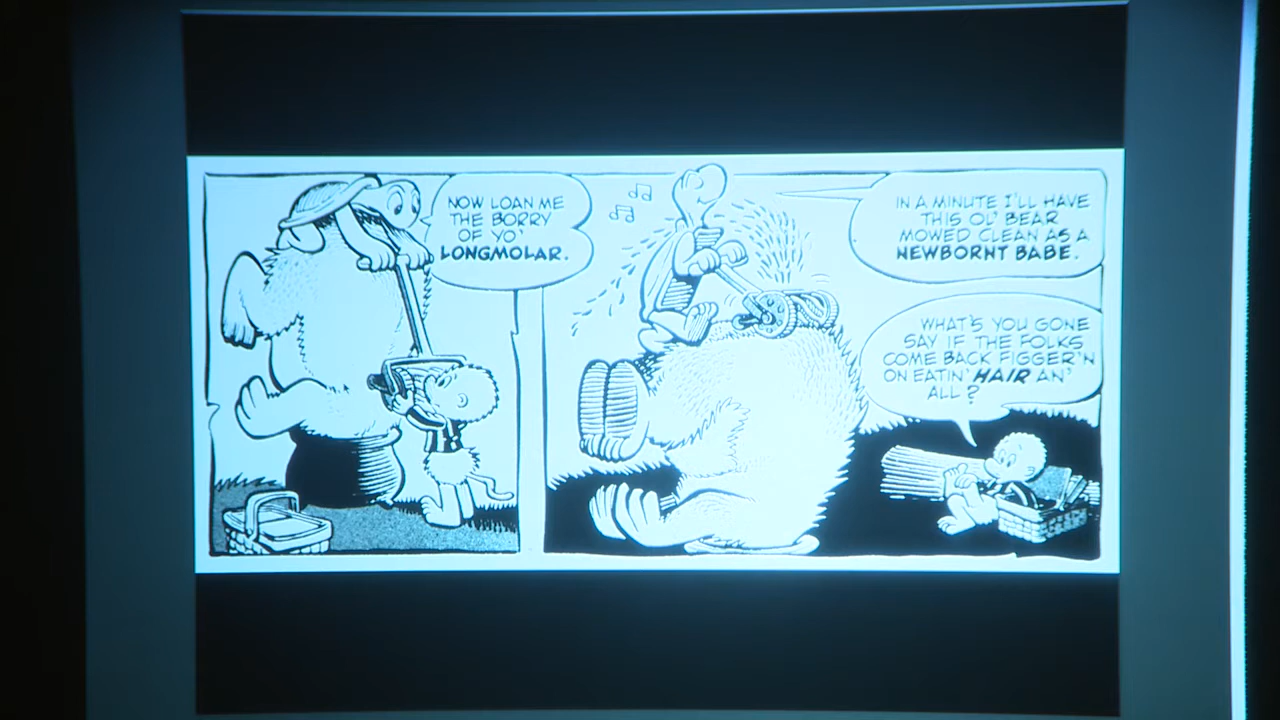 NOW LOAN ME
THE BORRY
OF YO'
LONGMOLAR.
IN A MINUTE I'LL HAVE
THIS OL' BEAR
MOWED CLEAN AS A
NEWBORNT BABE.
WHAT'S YOU GONE
SAY IF THE FOLKS
COME BACK FIGGER'N
ON EATIN' HAIR AN'
ALL?